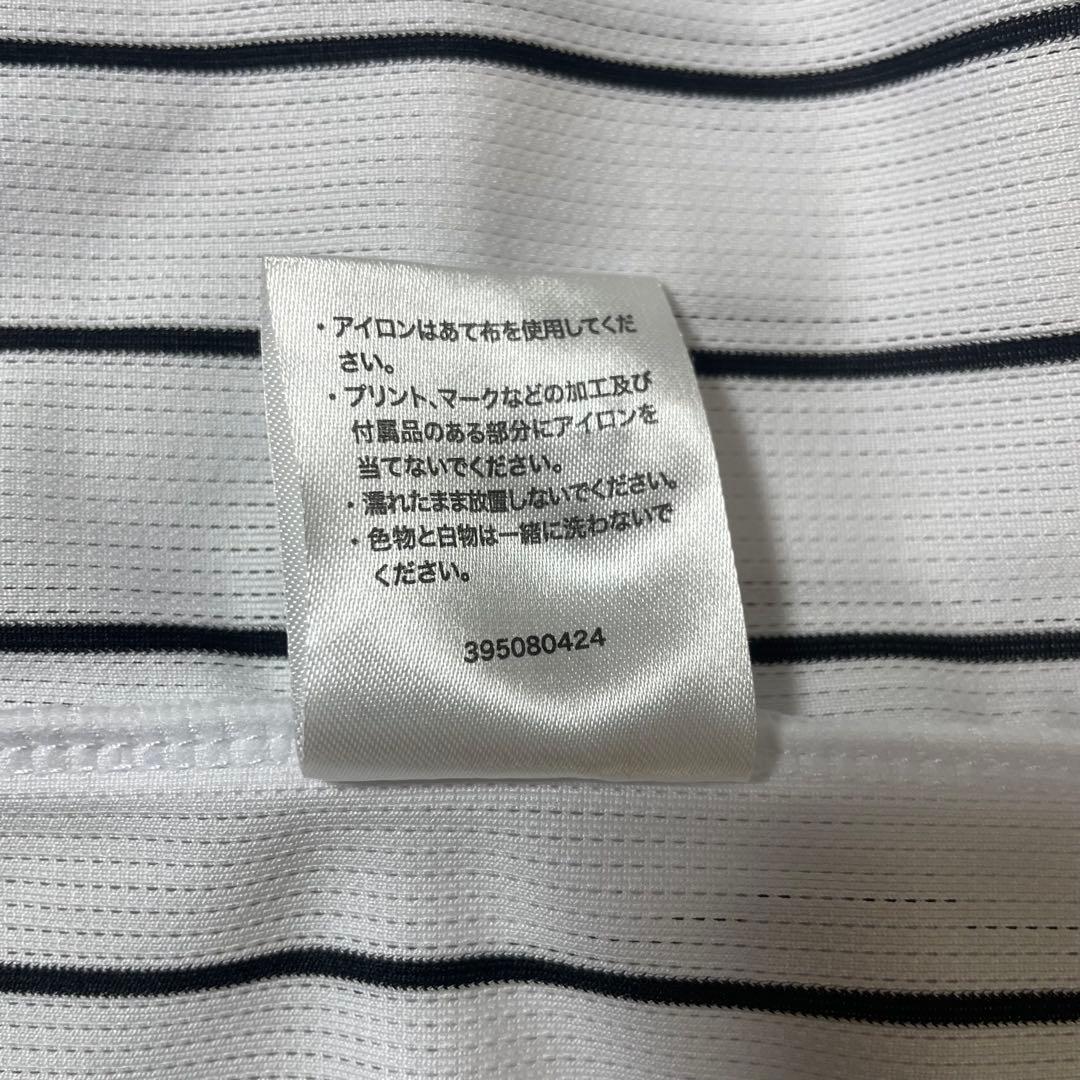 ・アイロンはあて布を使用してくだ
さい。
・プリント、マークなどの加工及び
付属品のある部分にアイロンを
当てないでください。
・濡れたまま放置しないでください。
・色物と白物は一緒に洗わないで
ください。
395080424